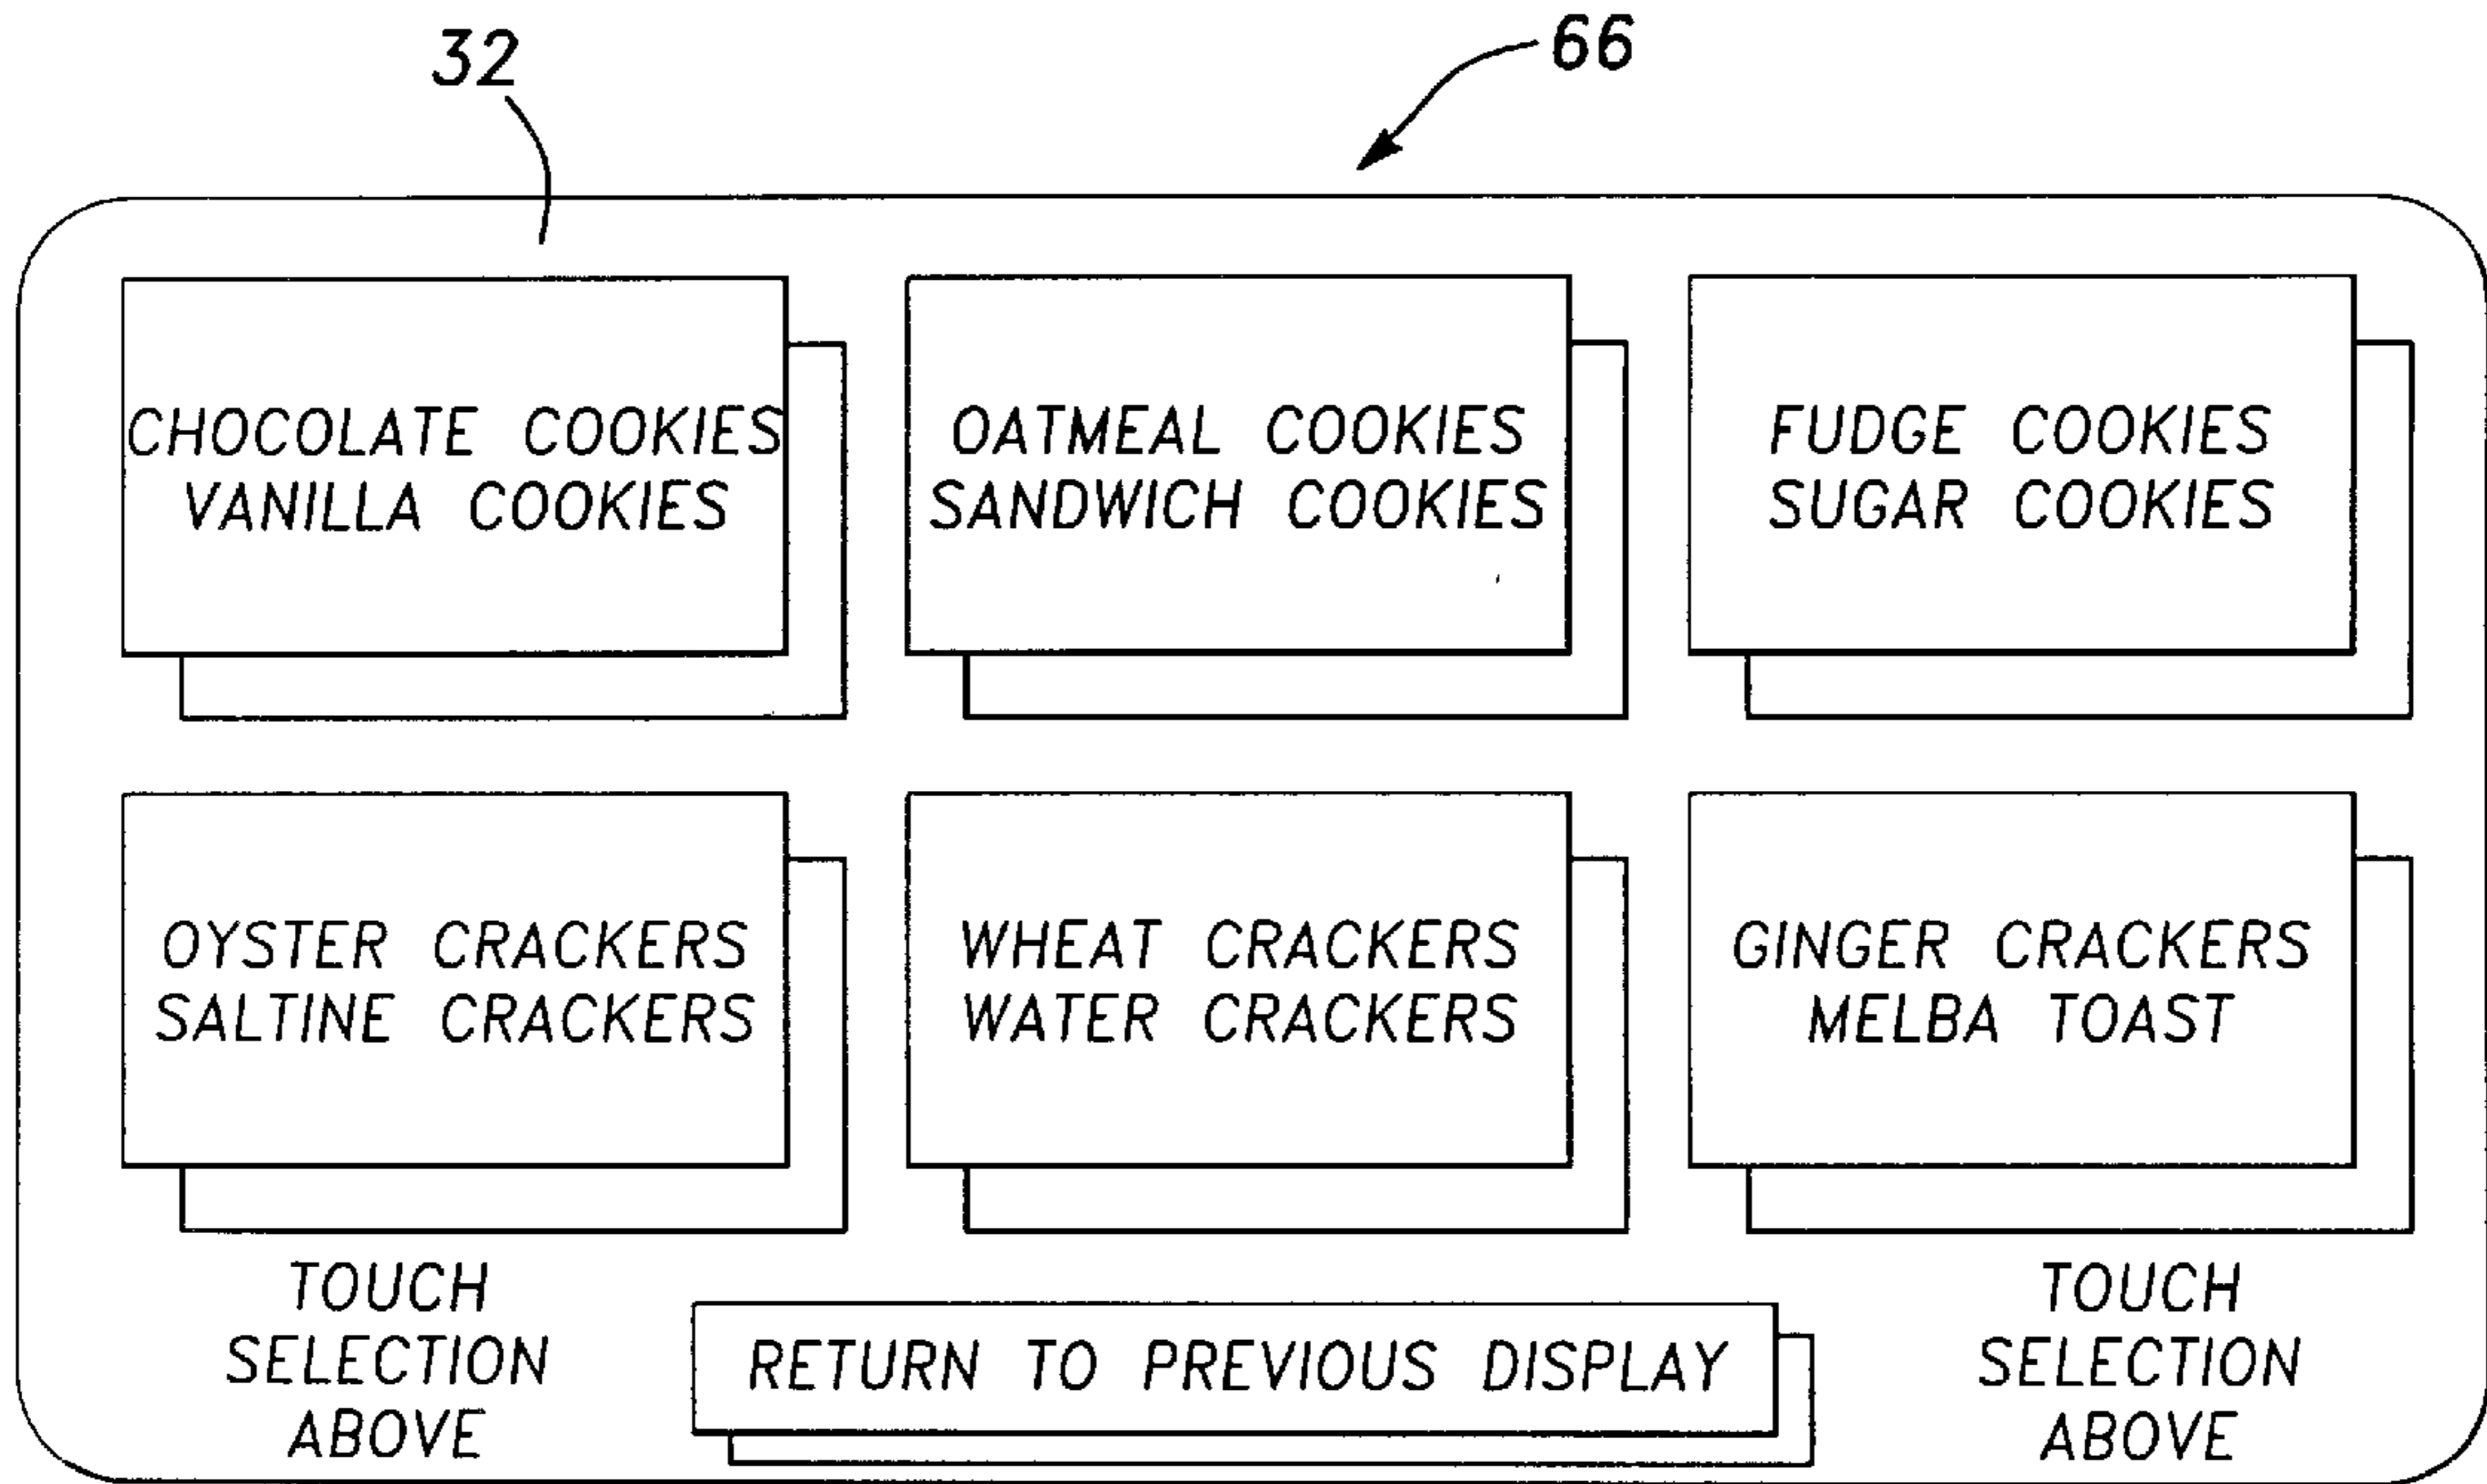 32
66
CHOCOLATE COOKIES
VANILLA COOKIES
OATMEAL COOKIES
SANDWICH COOKIES
FUDGE COOKIES
SUGAR COOKIES
OYSTER CRACKERS
SALTINE CRACKERS
WHEAT CRACKERS
WATER CRACKERS
GINGER CRACKERS
MELBA TOAST
TOUCH
SELECTION
ABOVE
RETURN TO PREVIOUS DISPLAY
TOUCH
SELECTION
ABOVE